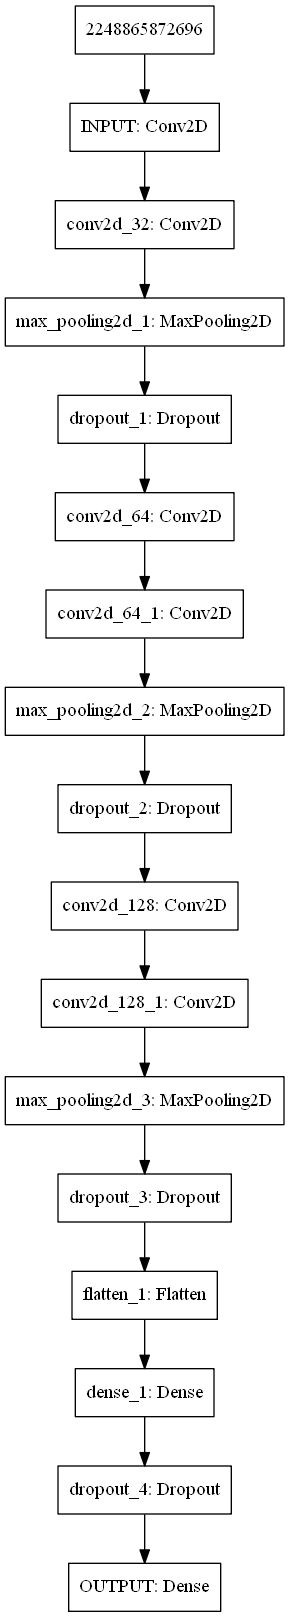 2248865872696
INPUT: Conv2D
conv2d_32: Conv2D
max_pooling2d_1: MaxPooling2D
dropout_1: Dropout
conv2d_64: Conv2D
conv2d_64_1: Conv2D
max_pooling2d_2: MaxPooling2D
dropout_2: Dropout
conv2d_128: Conv2D
conv2d_128_1: Conv2D
max_pooling2d_3: MaxPooling2D
dropout_3: Dropout
flatten_1: Flatten
dense_1: Dense
dropout_4: Dropout
OUTPUT: Dense